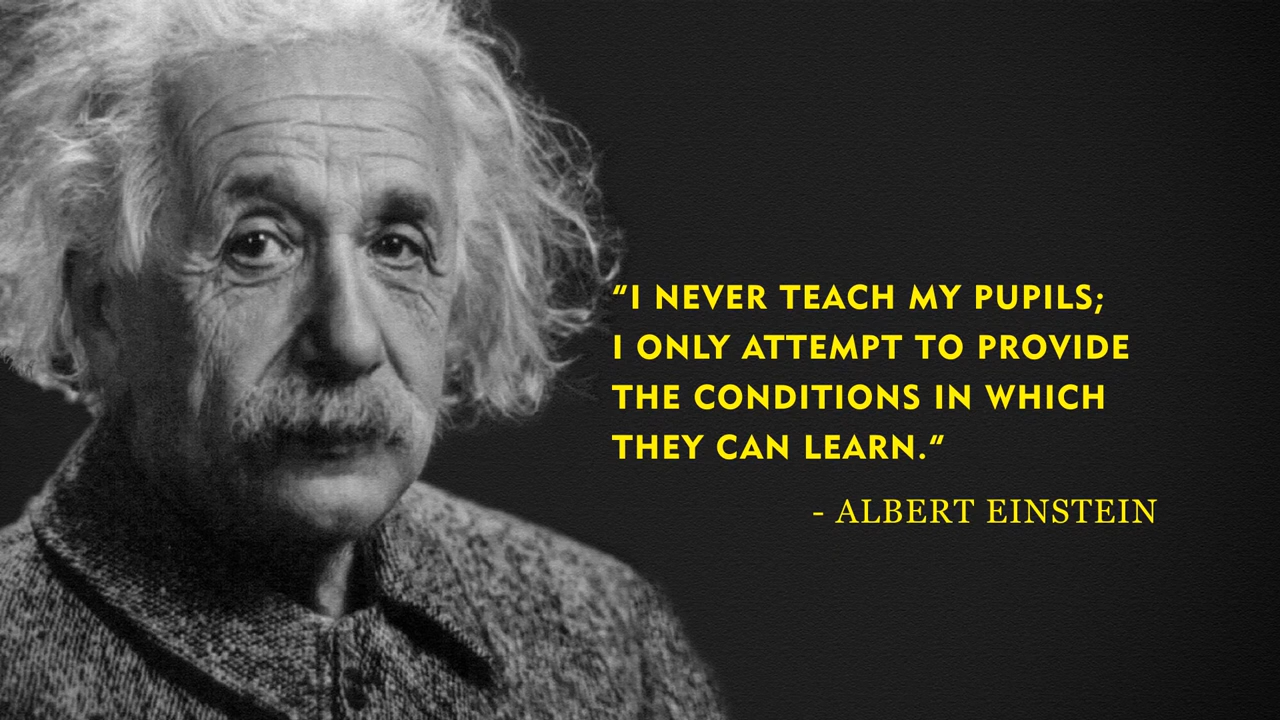 “I NEVER TEACH MY PUPILS;
I ONLY ATTEMPT TO PROVIDE
THE CONDITIONS IN WHICH
THEY CAN LEARN.“
- ALBERT EINSTEIN